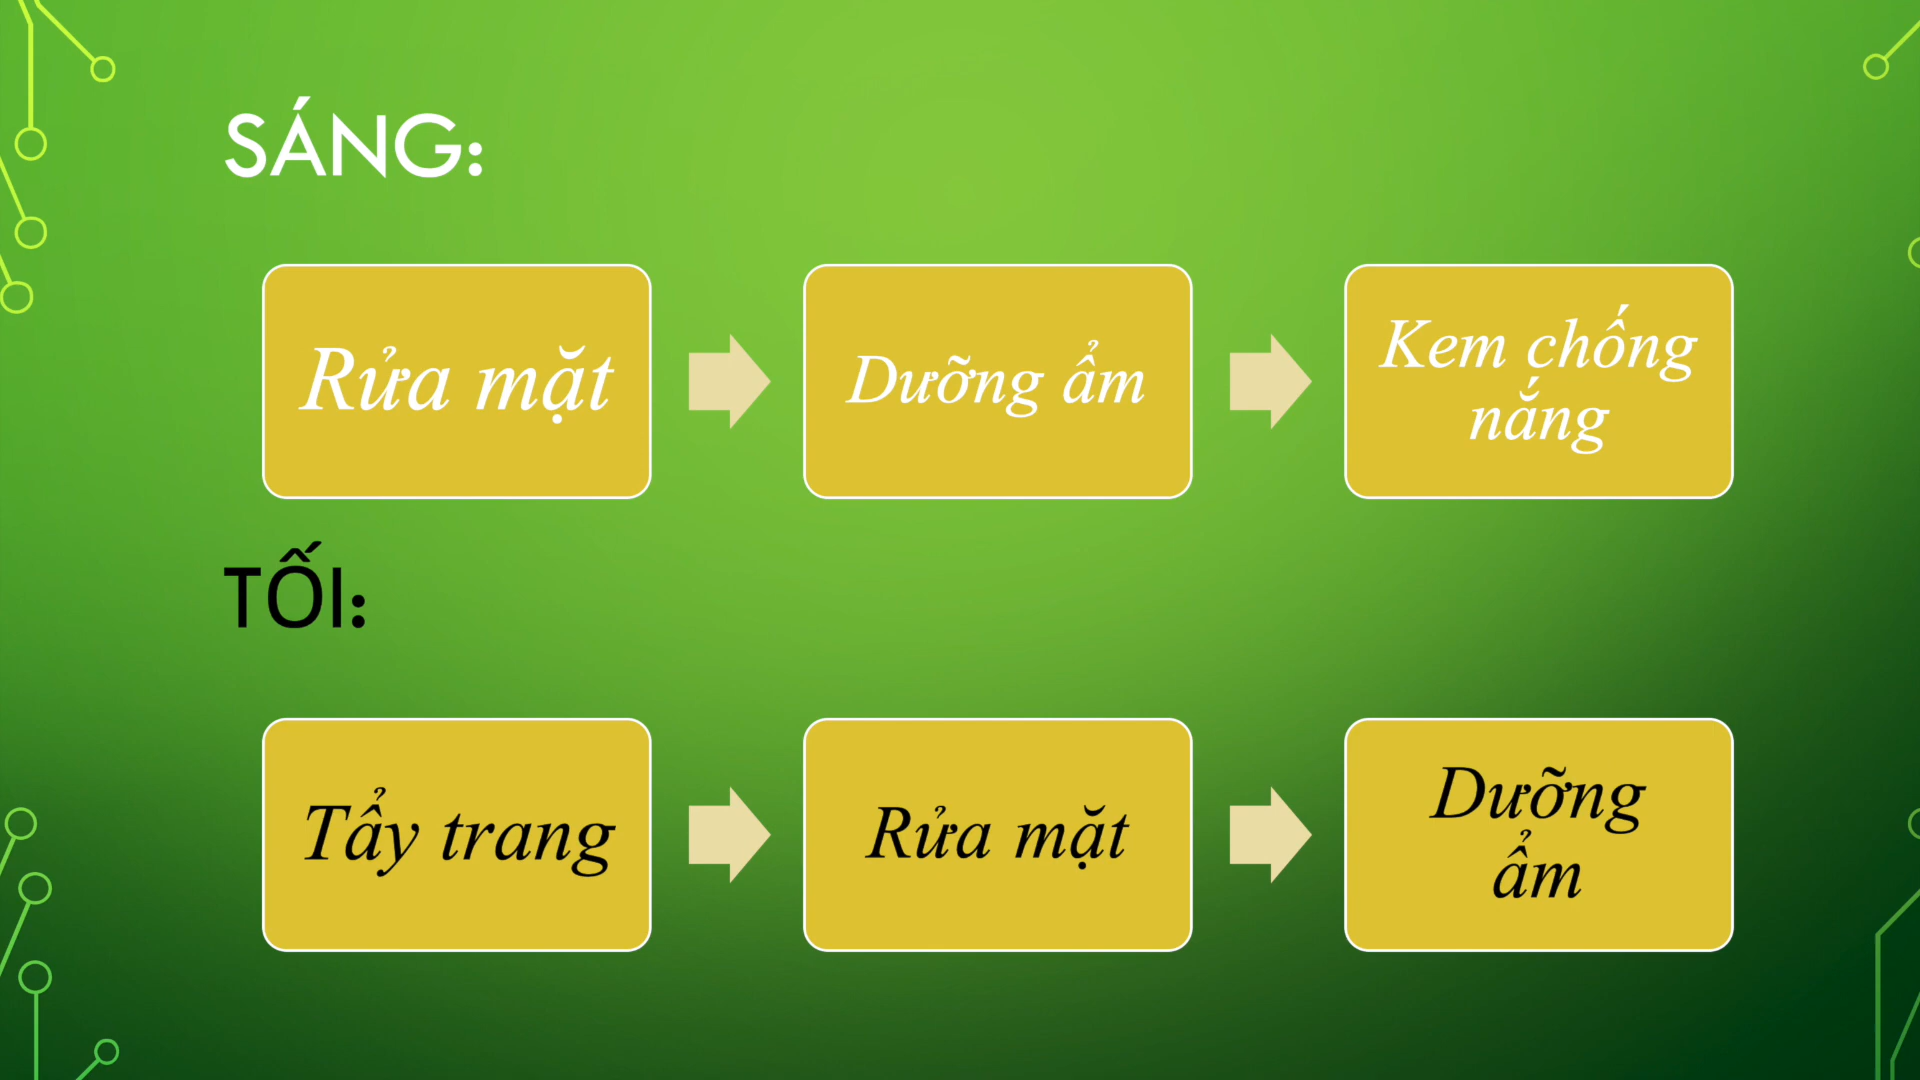 SÁNG:
Rửa mặt
Dưỡng ẩm
Kem chống
nắng
TỐI:
Tẩy trang
Rửa mặt
Dưỡng
ẩm